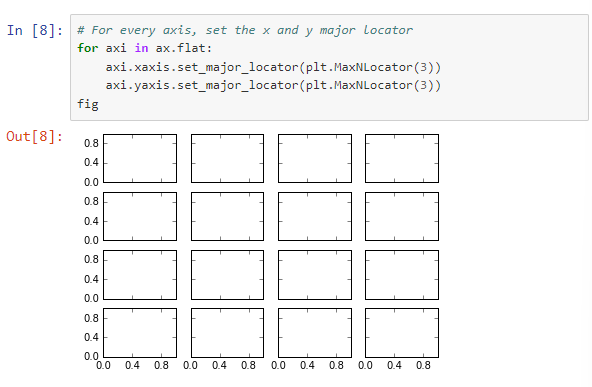 In [8]: # For every axis, set the x and y major locator
for axi in ax.flat:
    axi.xaxis.set_major_locator(plt.MaxNLocator(3))
    axi.yaxis.set_major_locator(plt.MaxNLocator(3))
fig
Out[8]:
0.8
0.4
0.0
0.8
0.4
0.0
0.8
0.4
0.0
0.8
0.4
0.0
0.0 0.4 0.8 0.0 0.4 0.8 0.0 0.4 0.8 0.0 0.4 0.8